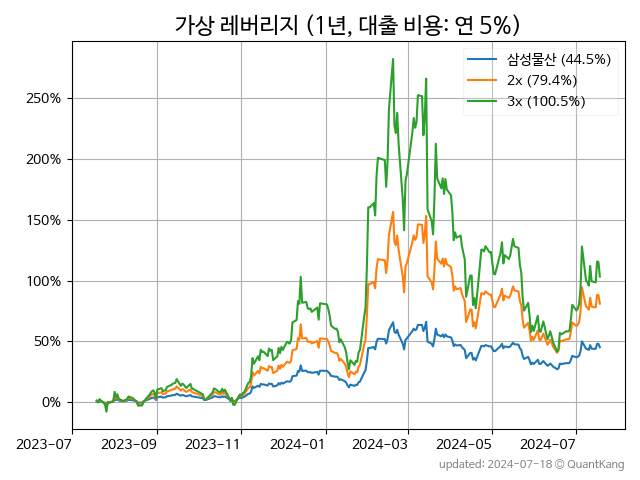 가상 레버리지 (1년, 대출 비용: 연 5%)
삼성물산 (44.5%)
2x (79.4%)
3x (100.5%)
250%
200%
150%
100%
50%
0%
2023-07
2023-09
2023-11
2024-01
2024-03
2024-05
2024-07
updated: 2024-07-18 © QuantKang